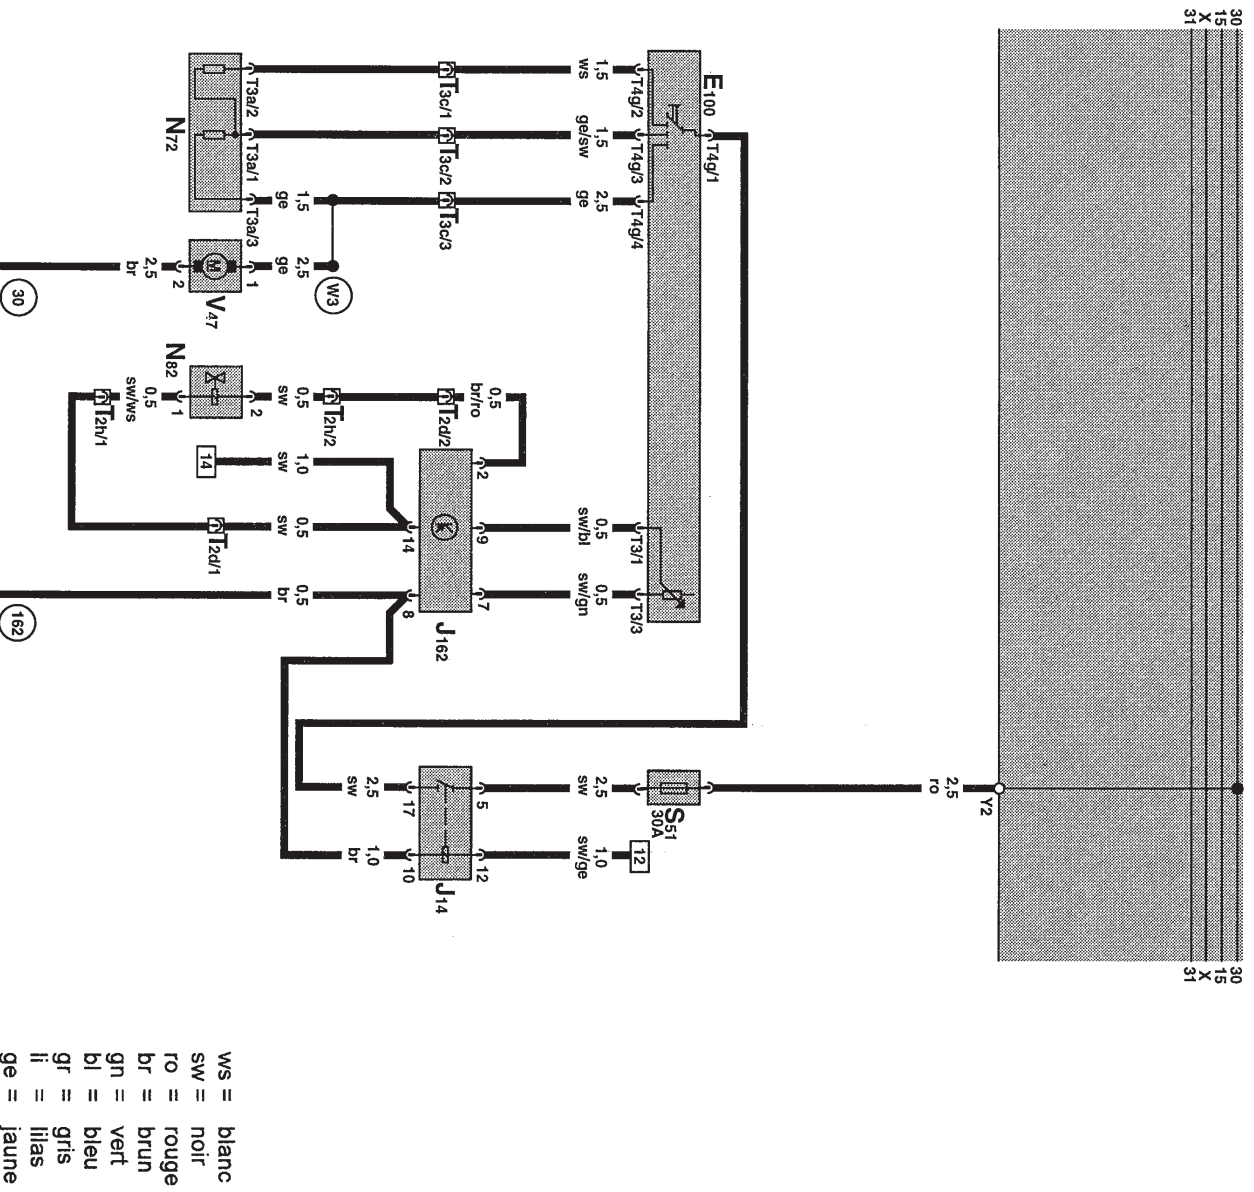 30
15
X
31
30
15
X
31
Y2
2,5
ro
E100
T4g/1
S51
30A
T4g/2
T4g/3
T4g/4
T3/1
T3/3
12
1,5
ws
1,5
ge/sw
2,5
ge
0,5
sw/bl
0,5
sw/gn
2,5
sw
1,0
sw/ge
2
9
7
5
12
0,5
br/ro
K
J162
J14
T3c/1
T3c/2
T3c/3
T2d/2
14
8
17
10
2,5
sw
1,0
br
W3
T2h/2
1,5
ge
2,5
ge
0,5
sw
1,0
sw
0,5
sw
0,5
br
T3a/2
T3a/1
T3a/3
1
2
M
14
T2d/1
N72
V47
N82
2
1
2,5
br
0,5
sw/ws
T2h/1
30
162
ws = blanc
sw = noir
ro = rouge
br = brun
gn = vert
bl = bleu
gr = gris
li = lilas
ge = jaune